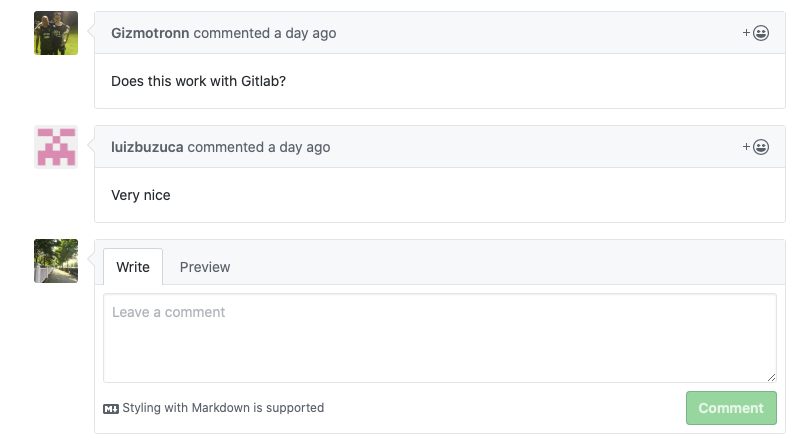 Gizmotronn commented a day ago
Does this work with Gitlab?
luizbuzuca commented a day ago
Very nice
Write Preview
Leave a comment
Styling with Markdown is supported
Comment